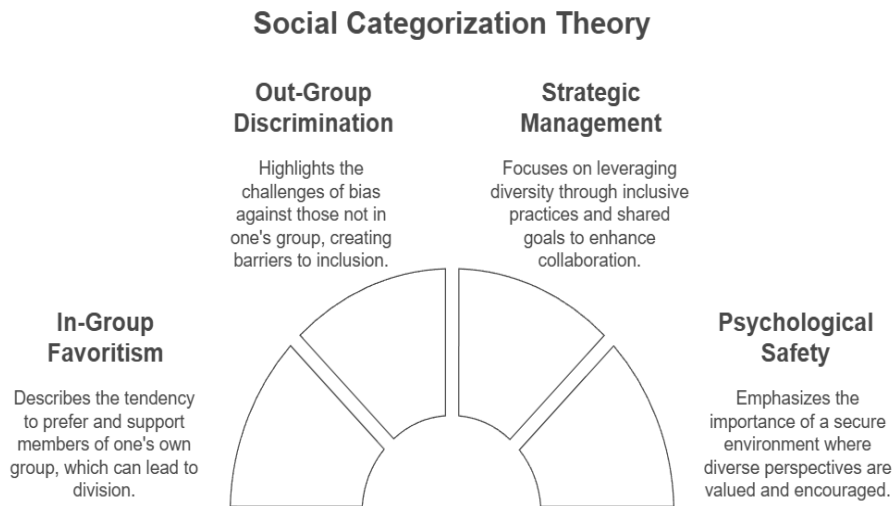 Social Categorization Theory
Out-Group
Discrimination
Highlights the
challenges of bias
against those not in
one's group, creating
barriers to inclusion.
Strategic
Management
Focuses on leveraging
diversity through inclusive
practices and shared
goals to enhance
collaboration.
In-Group
Favoritism
Describes the tendency
to prefer and support
members of one's own
group, which can lead to
division.
Psychological
Safety
Emphasizes the
importance of a secure
environment where
diverse perspectives are
valued and encouraged.